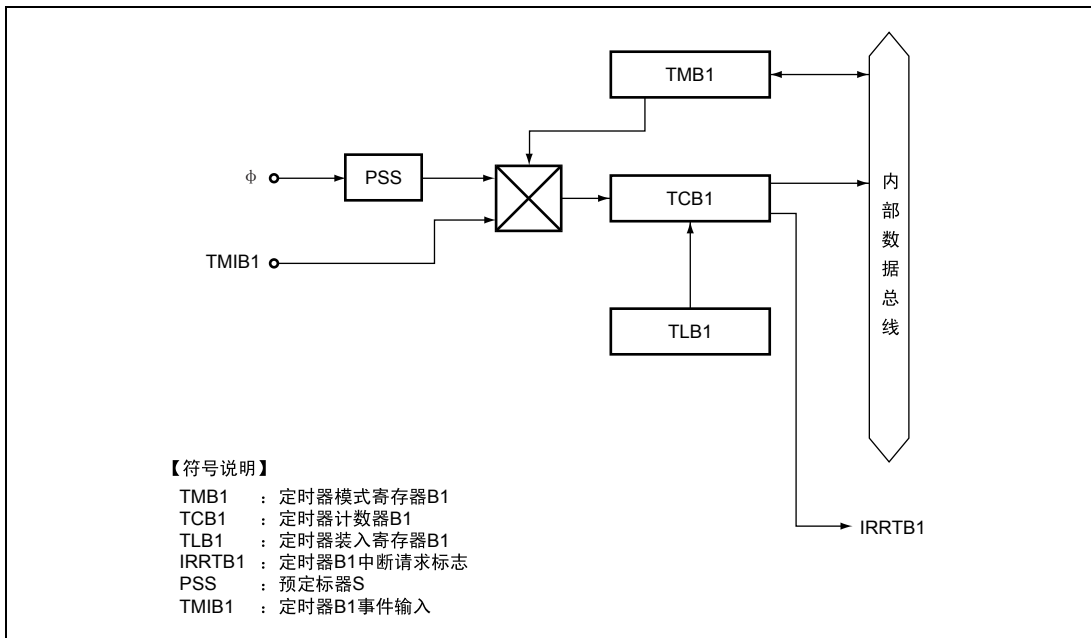 TMB1
φ
PSS
TCB1
TMIB1
TLB1
内部数据总线
IRRTB1
【符号说明】
TMB1 : 定时器模式寄存器B1
TCB1 : 定时器计数器B1
TLB1 : 定时器装入寄存器B1
IRRTB1 : 定时器B1中断请求标志
PSS : 预定标器S
TMIB1 : 定时器B1事件输入